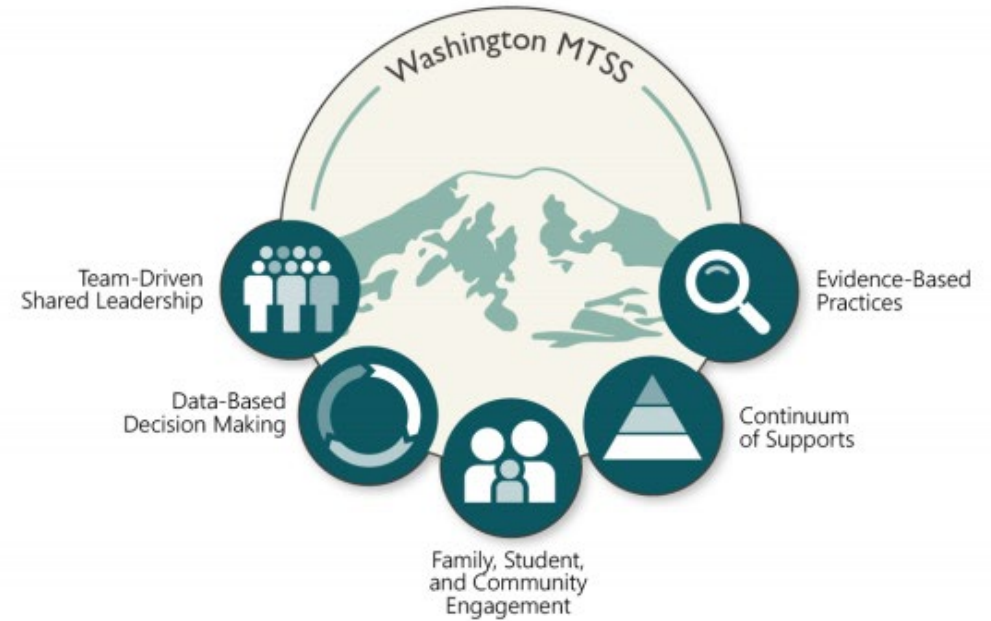 Washington MTSS
Team-Driven
Shared Leadership
Data-Based
Decision Making
Family, Student,
and Community
Engagement
Continuum
of Supports
Evidence-Based
Practices